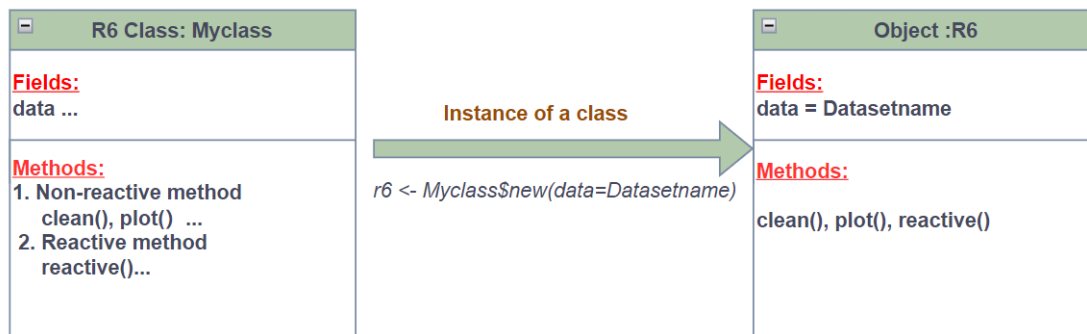 R6 Class: Myclass
Fields:
data ...
Methods:
1. Non-reactive method
clean(), plot() ...
2. Reactive method
reactive()...
Instance of a class
r6 <- Myclass$new(data=Datasetname)
Object :R6
Fields:
data = Datasetname
Methods:
clean(), plot(), reactive()